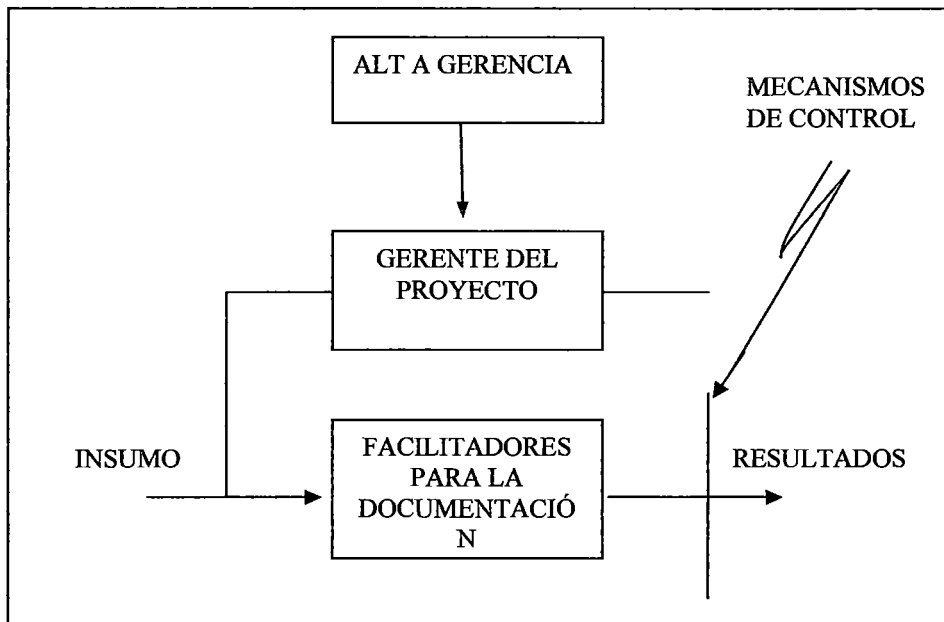 ALT A GERENCIA
MECANISMOS
DE CONTROL
GERENTE DEL
PROYECTO
INSUMO
FACILITADORES
PARA LA
DOCUMENTACIÓ
N
RESULTADOS